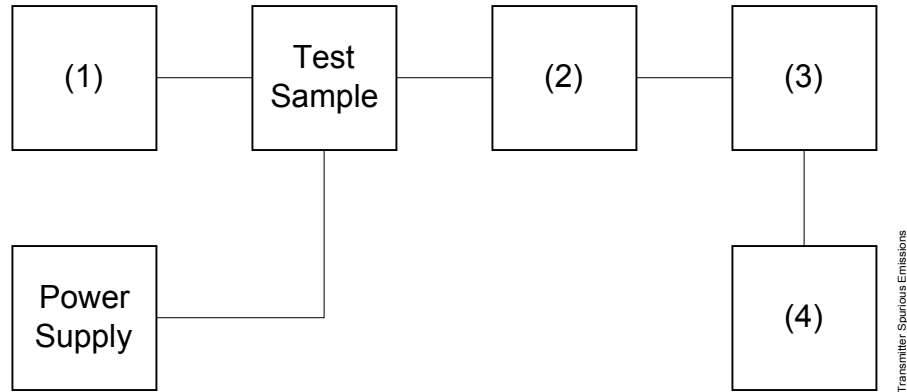 (1)
Test
Sample
(2)
(3)
Power
Supply
(4)
Transmitter Spurious Emissions